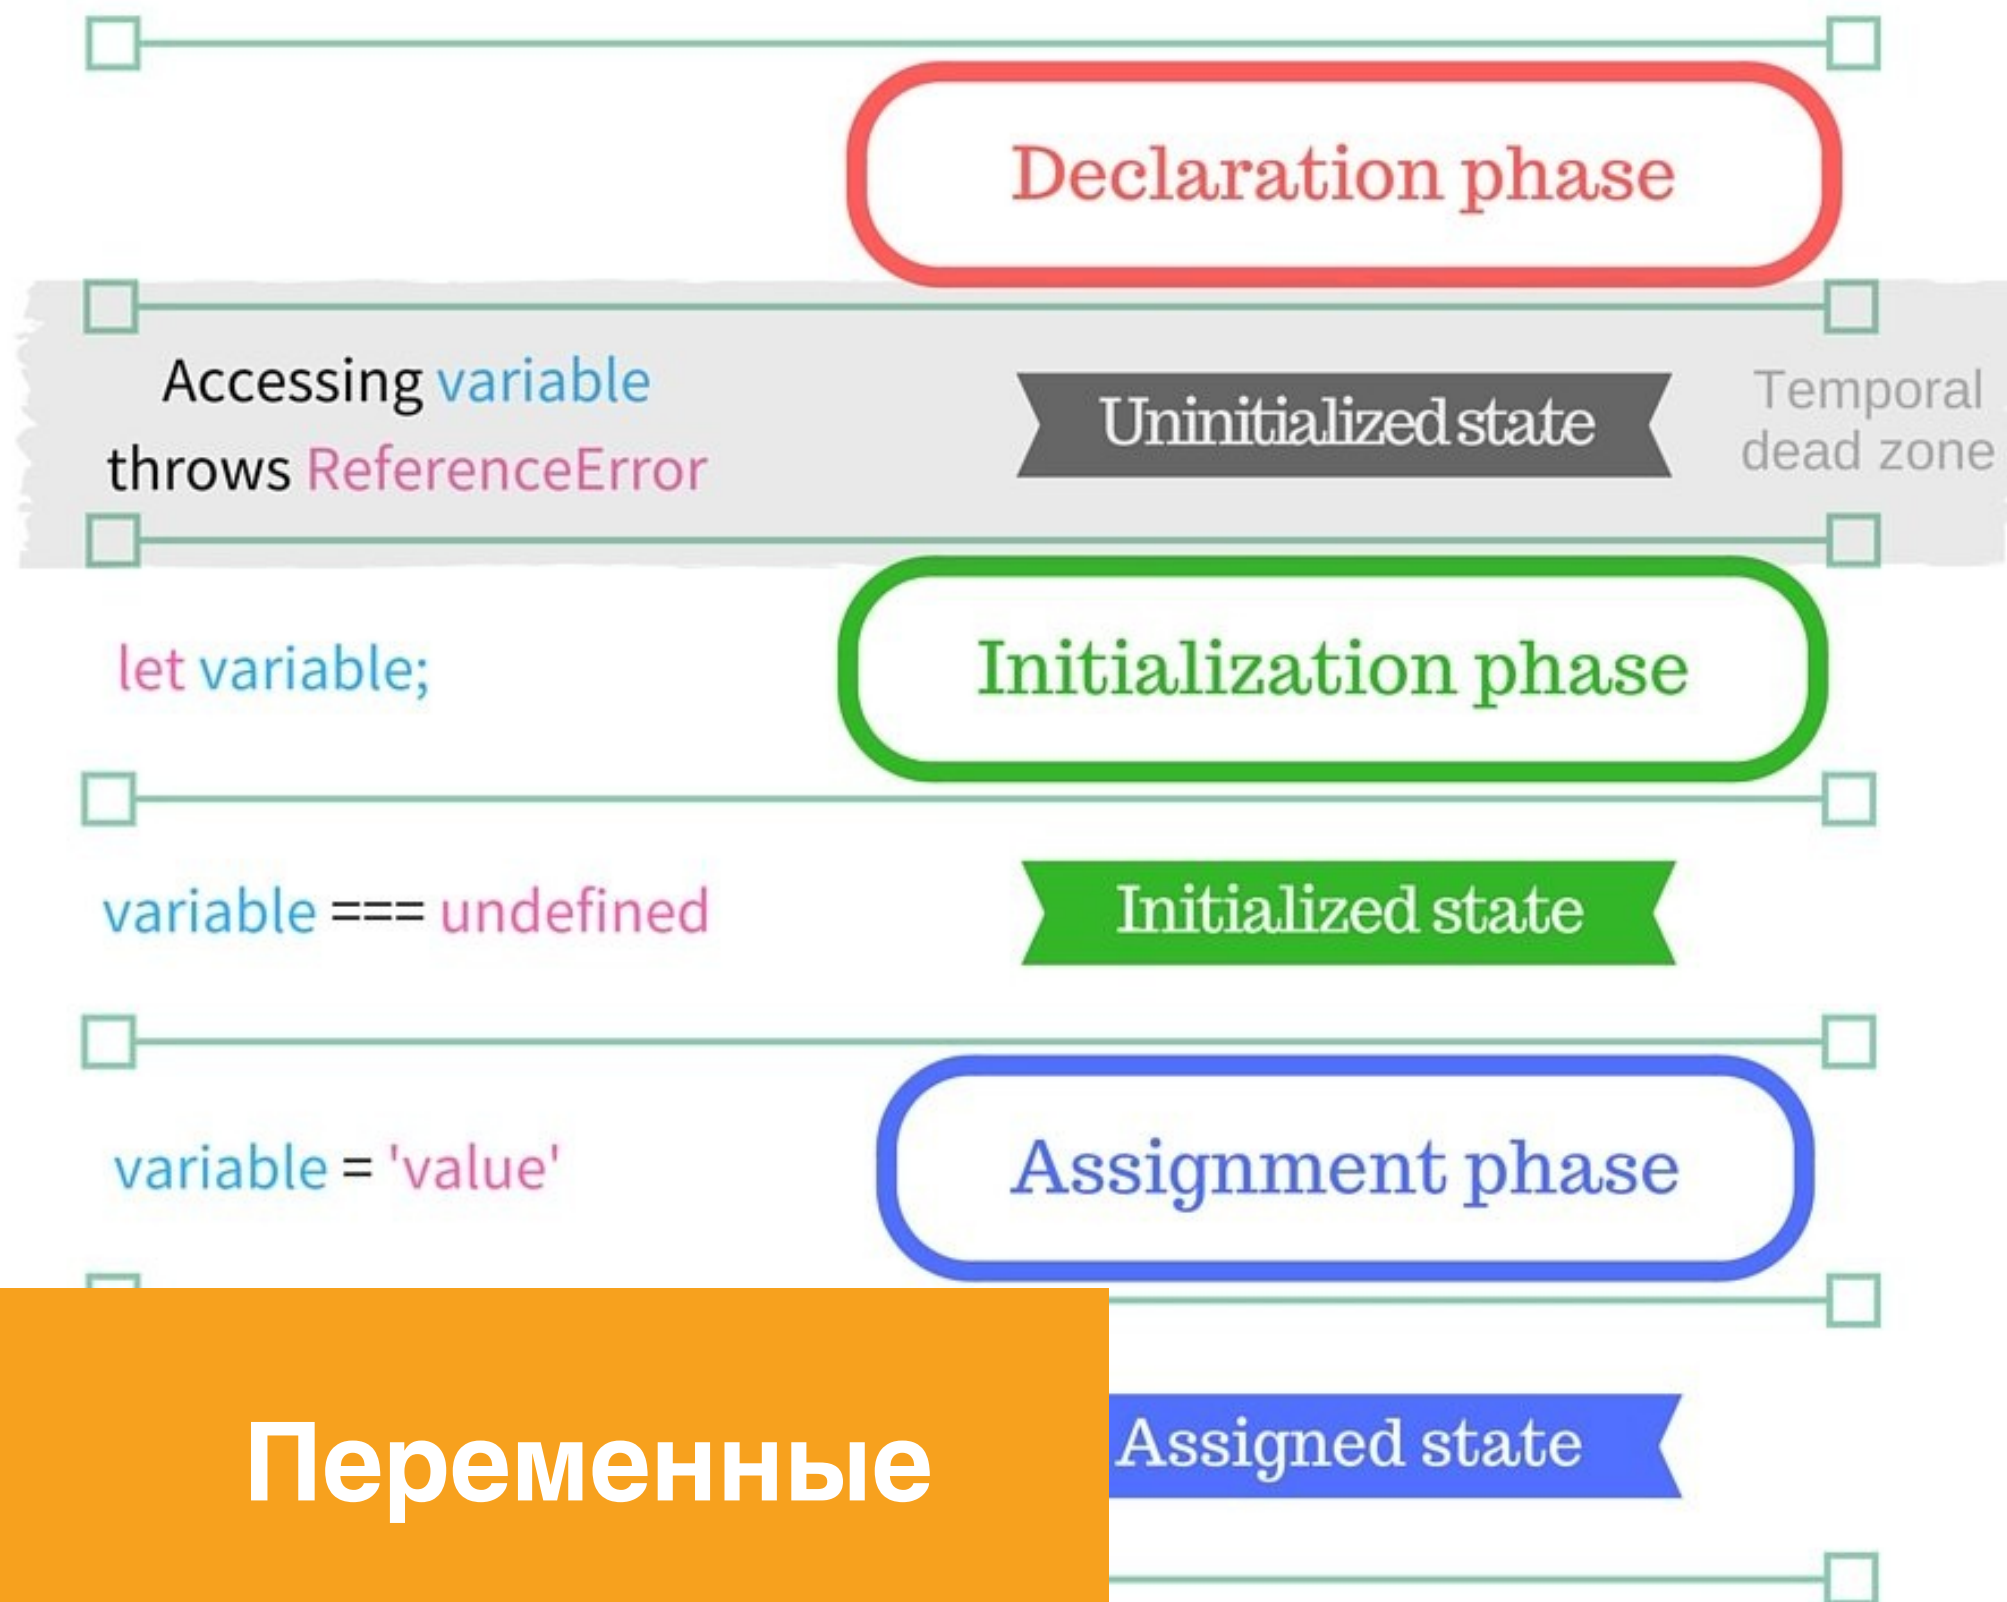 Declaration phase
Accessing variable
throws ReferenceError
Uninitialized state
Temporal
dead zone
let variable;
Initialization phase
variable === undefined
Initialized state
variable = 'value'
Assignment phase
Переменные
Assigned state